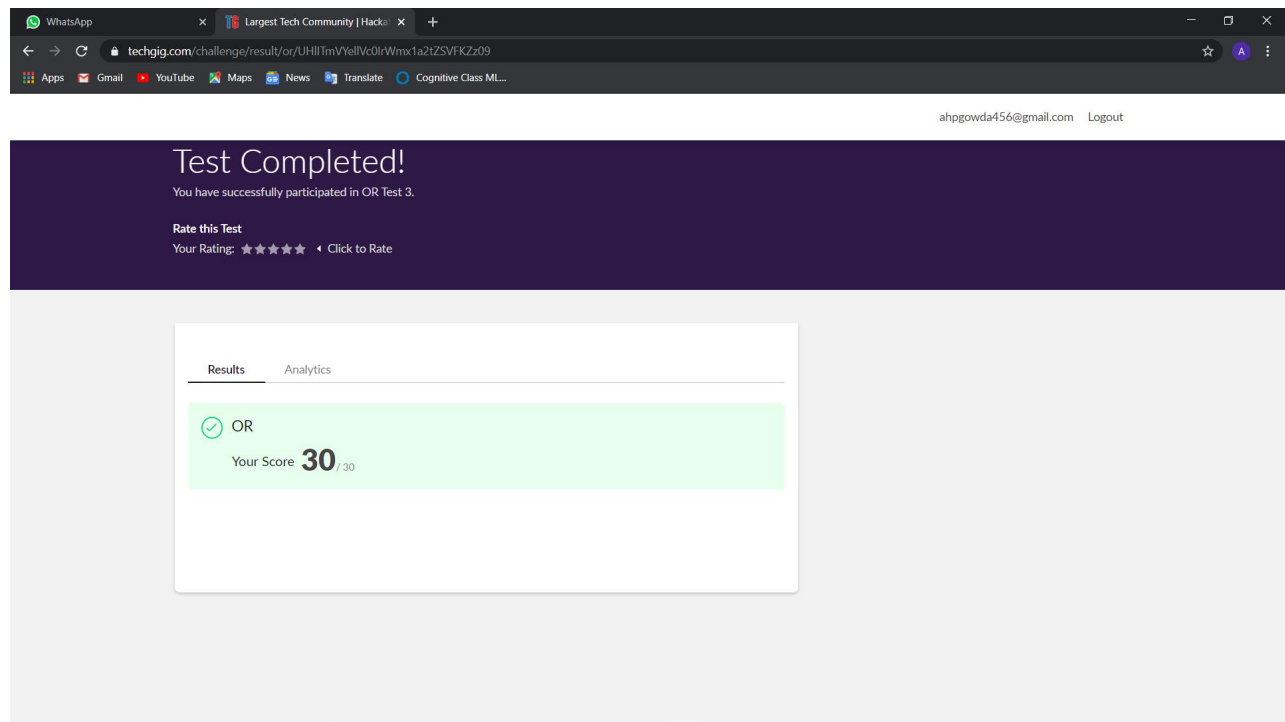 WhatsApp
Largest Tech Community | Hacka
techgig.com/challenge/result/or/UHlITmVYellVc0IrWmx1a2tZSVFKZz09
A
Apps Gmail YouTube Maps News Translate Cognitive Class ML...
ahpgowda456@gmail.com Logout
Test Completed!
You have successfully participated in OR Test 3.
Rate this Test
Your Rating: Click to Rate
Results Analytics
OR
Your Score 30 / 30